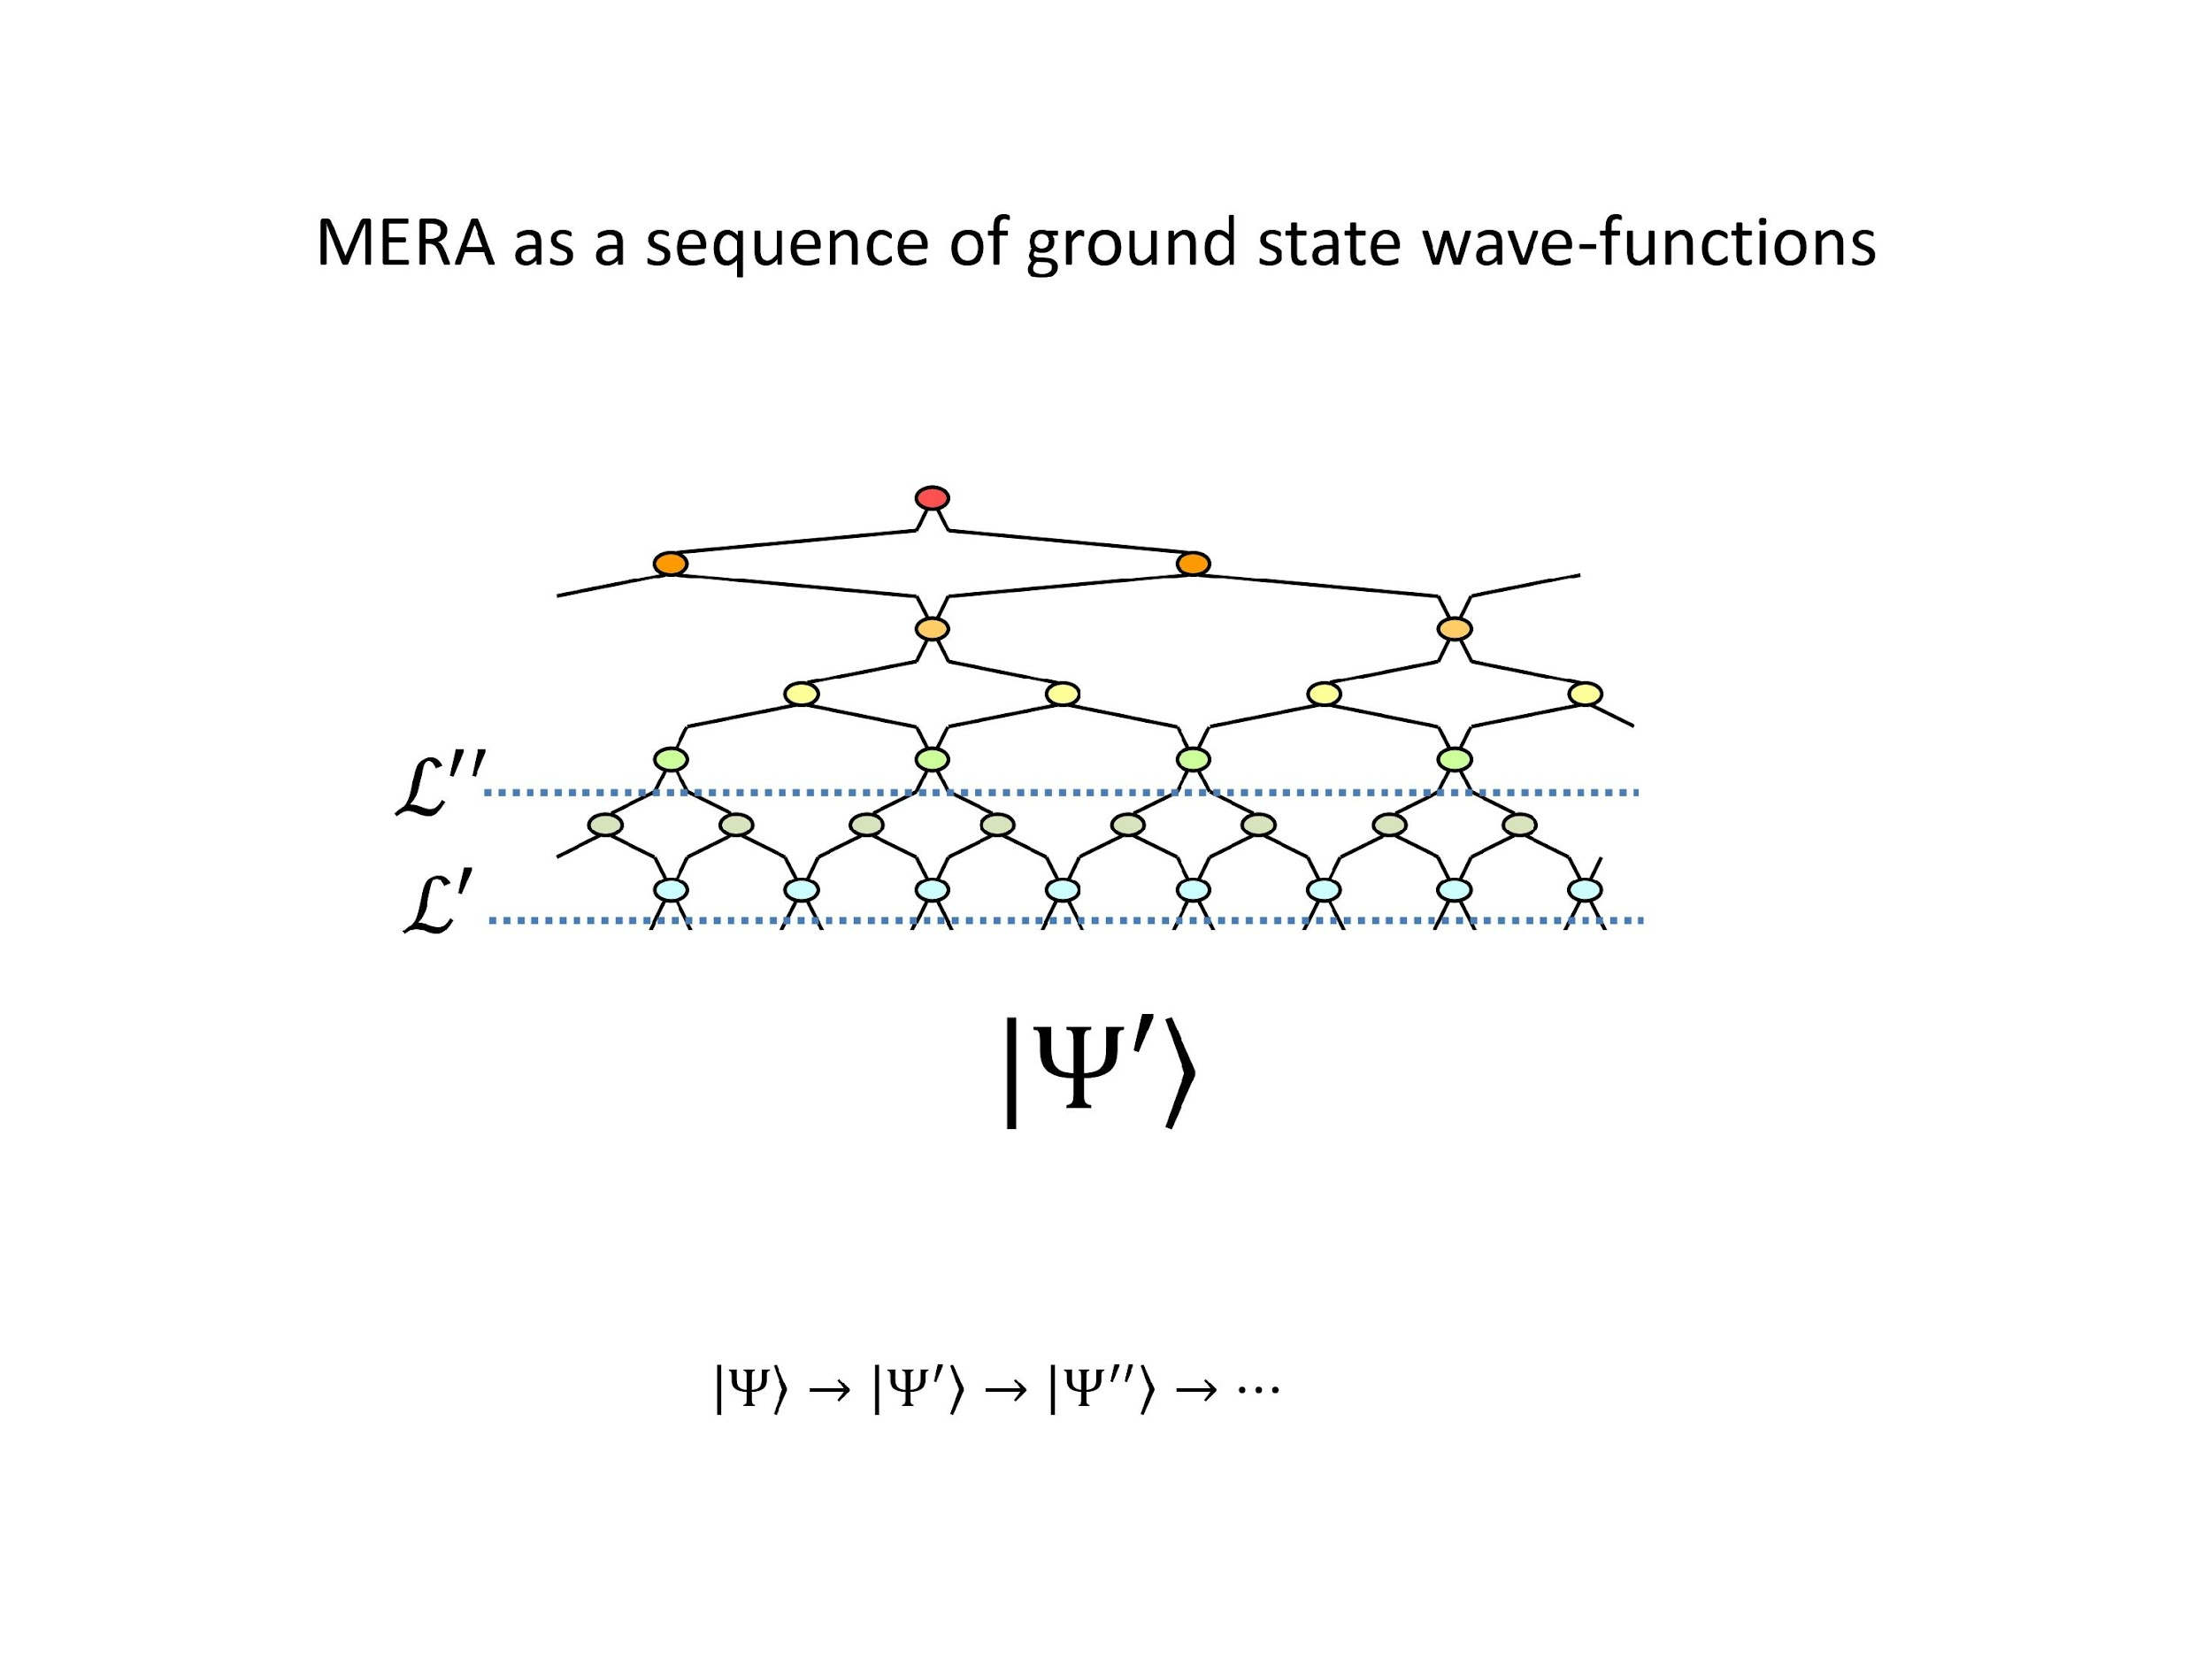 MERA as a sequence of ground state wave-functions
ℒ′′
ℒ′
|Ψ′⟩
|Ψ⟩ → |Ψ′⟩ → |Ψ′′⟩ → ⋯